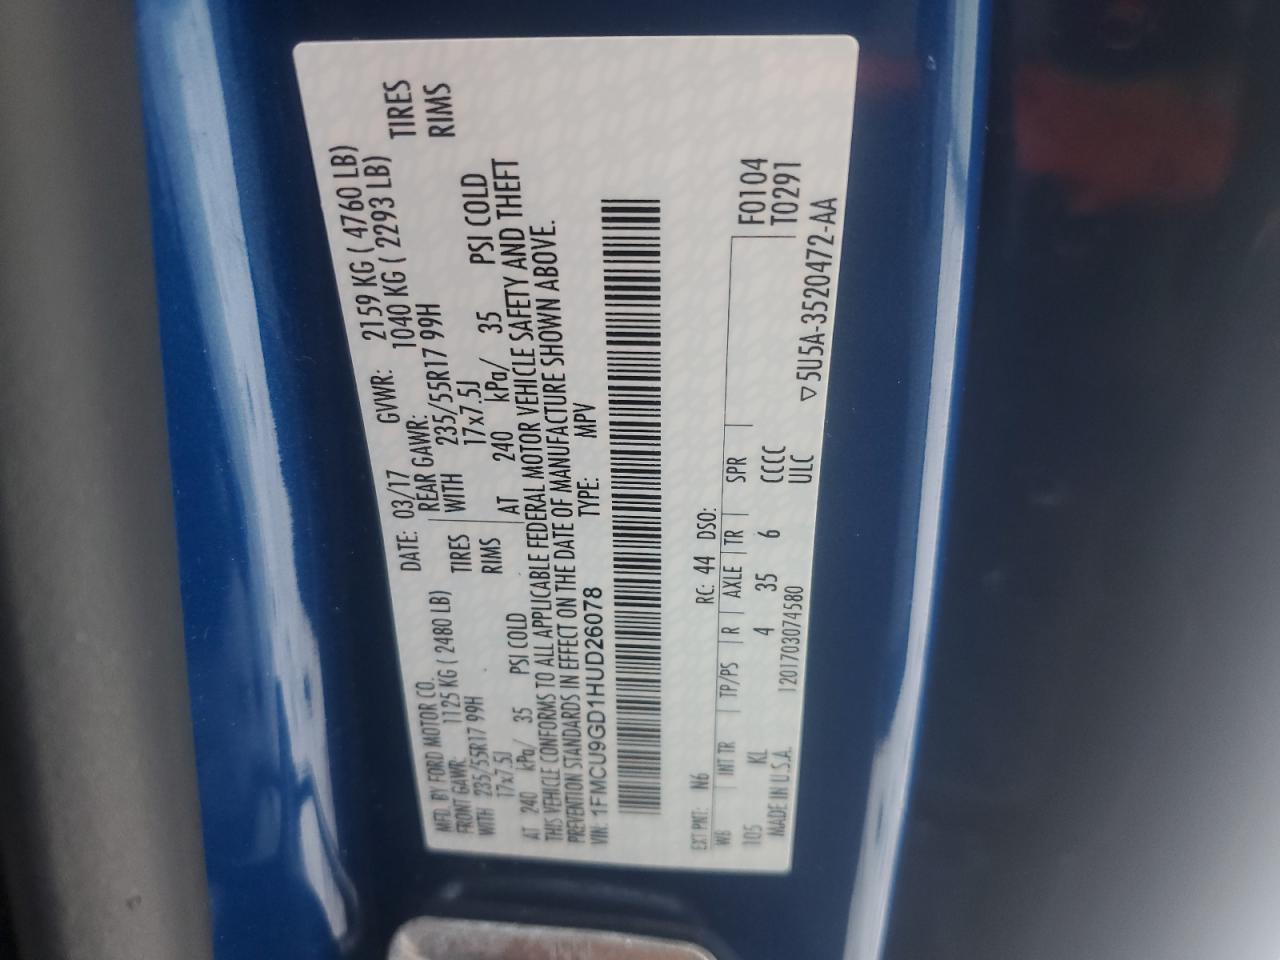 MFD. BY FORD MOTOR CO.
DATE: 03/17 GVWR: 2159 KG ( 4760 LB)
FRONT GAWR: 1125 KG ( 2480 LB) REAR GAWR: 1040 KG ( 2293 LB)
WITH 235/55R17 99H TIRES WITH 235/55R17 99H TIRES
17x7.5J RIMS 17x7.5J RIMS
AT 240 kPa/ 35 PSI COLD AT 240 kPa/ 35 PSI COLD
THIS VEHICLE CONFORMS TO ALL APPLICABLE FEDERAL MOTOR VEHICLE SAFETY AND THEFT
PREVENTION STANDARDS IN EFFECT ON THE DATE OF MANUFACTURE SHOWN ABOVE.
VIN: 1FMCU9GD1HUD26078 TYPE: MPV
EXT PNT: N6 RC: 44 DSO: F0104
WB INT TR TP/PS R AXLE TR SPR T0291
105 KL 4 35 6 CCCC
MADE IN U.S.A. 1201703074580 ULC ▽5U5A-3520472-AA